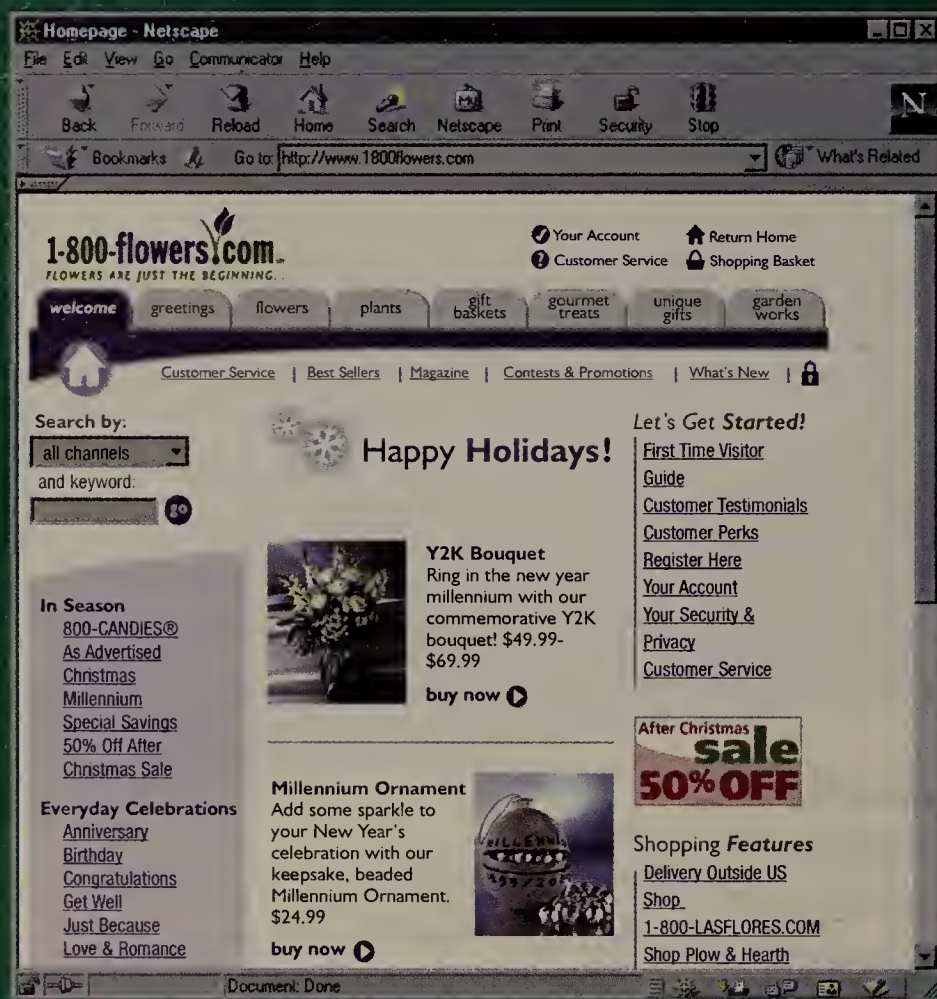 Homepage - Netscape
File Edit View Go Communicator Help
Back Forward Reload Home Search Netscape Print Security Stop
N
Bookmarks Go to: http://www.1800flowers.com What's Related
1-800-flowers.com
FLOWERS ARE JUST THE BEGINNING...
Your Account Return Home
Customer Service Shopping Basket
welcome greetings flowers plants gift baskets gourmet treats unique gifts garden works
Customer Service | Best Sellers | Magazine | Contests & Promotions | What's New |
Search by:
all channels
and keyword:
go
In Season
800-CANDIES®
As Advertised
Christmas
Millennium
Special Savings
50% Off After
Christmas Sale
Everyday Celebrations
Anniversary
Birthday
Congratulations
Get Well
Just Because
Love & Romance
Happy Holidays!
Y2K Bouquet
Ring in the new year
millennium with our
commemorative Y2K
bouquet! $49.99-
$69.99
buy now
Millennium Ornament
Add some sparkle to
your New Year's
celebration with our
keepsake, beaded
Millennium Ornament.
$24.99
buy now
MILLENNIU
Let's Get Started!
First Time Visitor
Guide
Customer Testimonials
Customer Perks
Register Here
Your Account
Your Security &
Privacy
Customer Service
After Christmas
sale
50% OFF
Shopping Features
Delivery Outside US
Shop
1-800-LASFLORES.COM
Shop Plow & Hearth
Document: Done